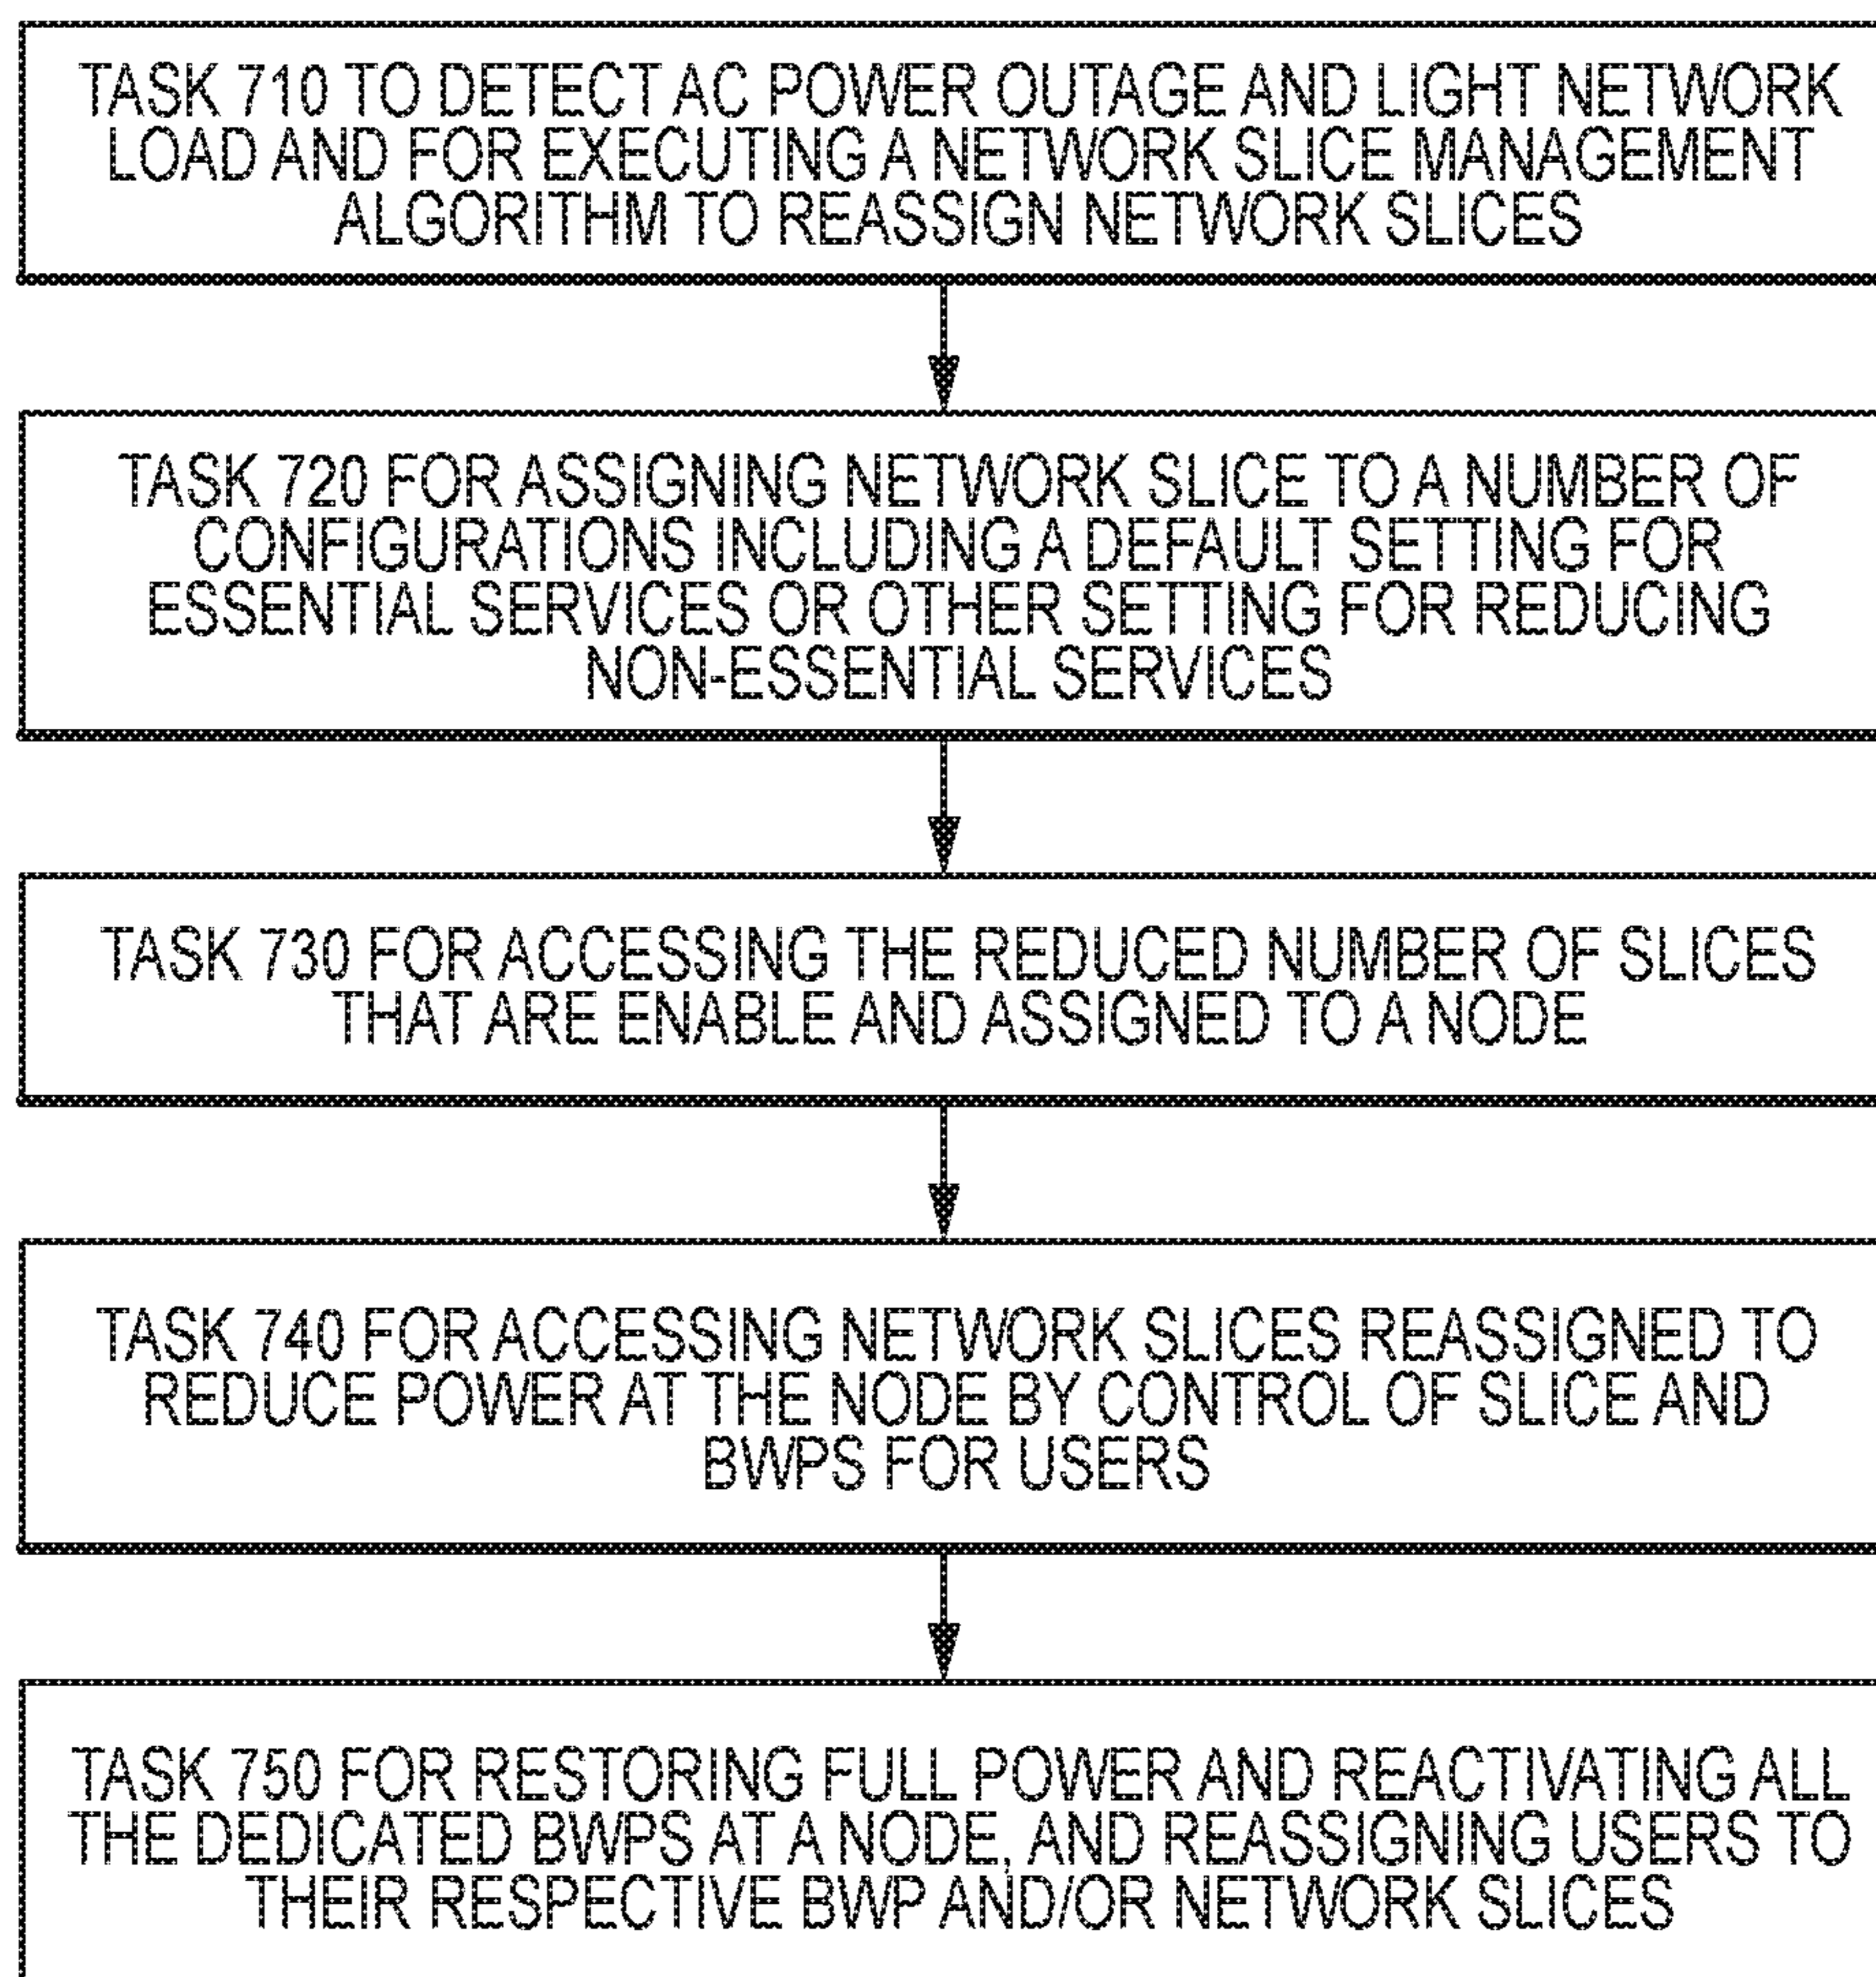 TASK 710 TO DETECT AC POWER OUTAGE AND LIGHT NETWORK
LOAD AND FOR EXECUTING A NETWORK SLICE MANAGEMENT
ALGORITHM TO REASSIGN NETWORK SLICES
TASK 720 FOR ASSIGNING NETWORK SLICE TO A NUMBER OF
CONFIGURATIONS INCLUDING A DEFAULT SETTING FOR
ESSENTIAL SERVICES OR OTHER SETTING FOR REDUCING
NON-ESSENTIAL SERVICES
TASK 730 FOR ACCESSING THE REDUCED NUMBER OF SLICES
THAT ARE ENABLE AND ASSIGNED TO A NODE
TASK 740 FOR ACCESSING NETWORK SLICES REASSIGNED TO
REDUCE POWER AT THE NODE BY CONTROL OF SLICE AND
BWPS FOR USERS
TASK 750 FOR RESTORING FULL POWER AND REACTIVATING ALL
THE DEDICATED BWPS AT A NODE, AND REASSIGNING USERS TO
THEIR RESPECTIVE BWP AND/OR NETWORK SLICES